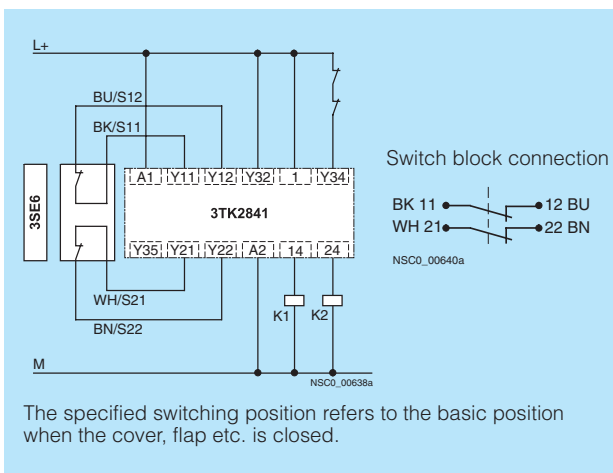 L+
BU/S12
BK/S11
3SE6
A1 Y11 Y12 Y32 1 Y34
3TK2841
Y35 Y21 Y22 A2 14 24
WH/S21
K1 K2
BN/S22
M
NSC0_00638a
Switch block connection
BK 11 12 BU
WH 21 22 BN
NSC0_00640a
The specified switching position refers to the basic position
when the cover, flap etc. is closed.